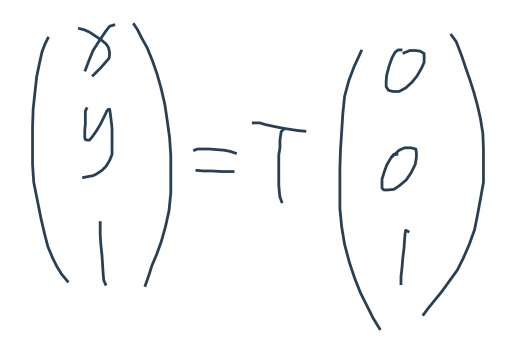 (x y 1) = T (0 0 1)